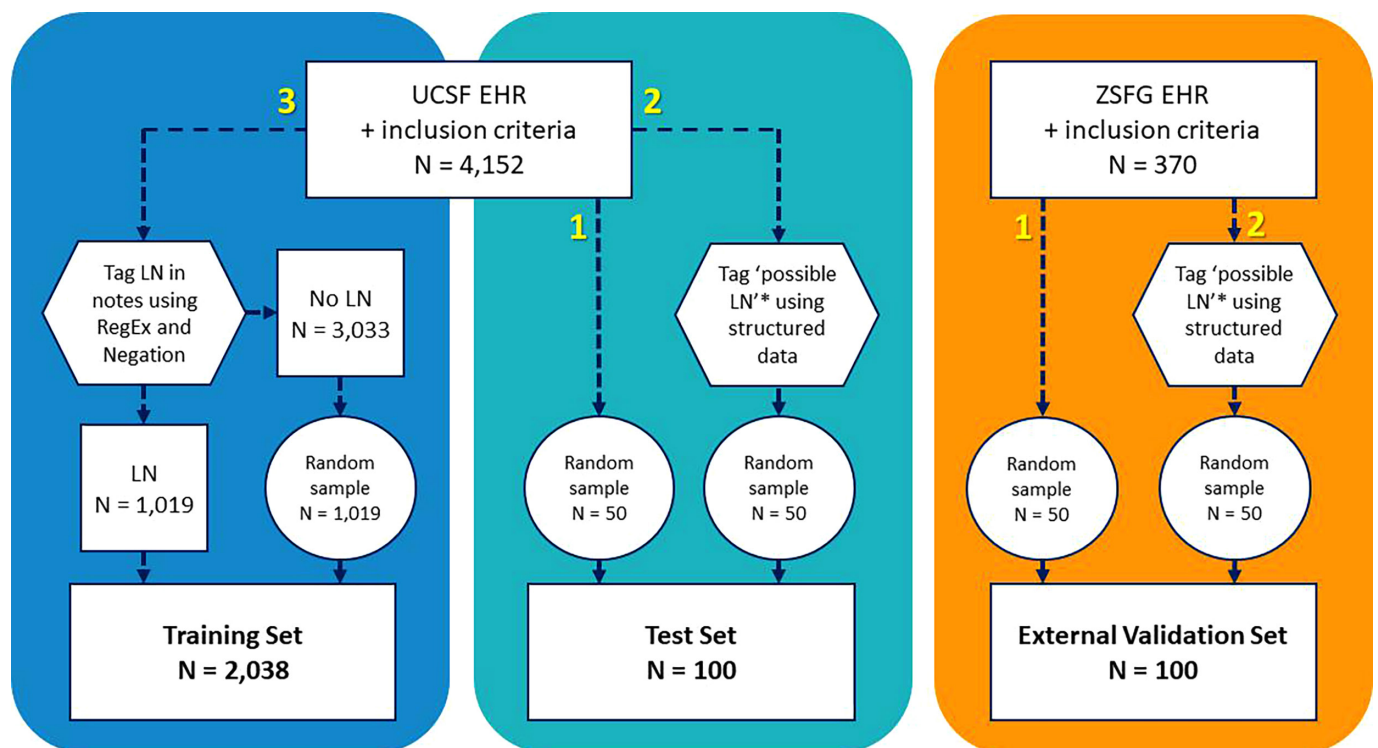 3
UCSF EHR
+ inclusion criteria
N = 4,152
2
1
Tag LN in
notes using
RegEx and
Negation
No LN
N = 3,033
LN
N = 1,019
Random
sample
N = 1,019
Training Set
N = 2,038
Tag ‘possible
LN’* using
structured
data
Random
sample
N = 50
Random
sample
N = 50
Test Set
N = 100
ZSFG EHR
+ inclusion criteria
N = 370
1
2
Tag ‘possible
LN’* using
structured
data
Random
sample
N = 50
Random
sample
N = 50
External Validation Set
N = 100